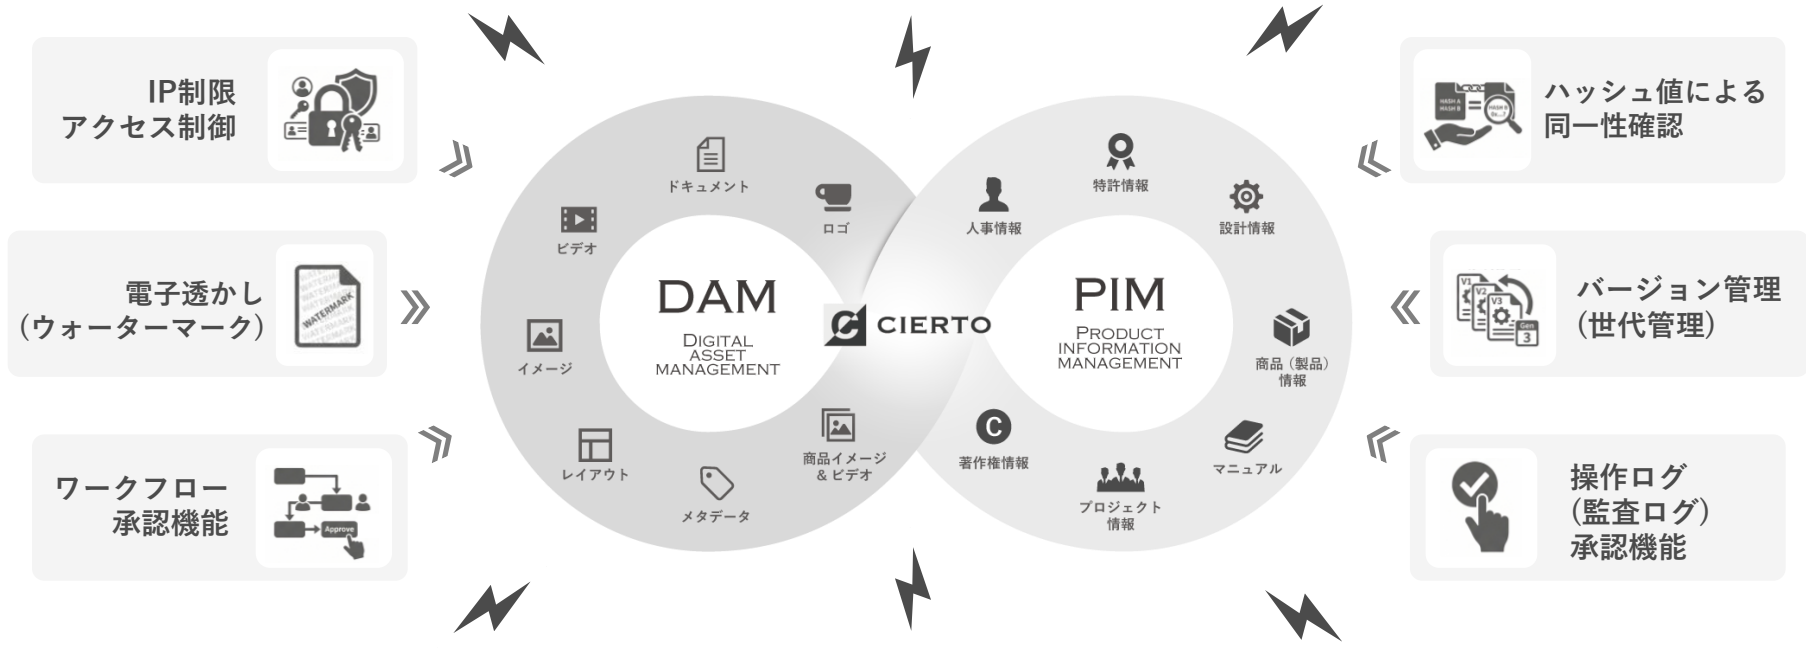 IP制限
アクセス制御
電子透かし
(ウォーターマーク)
WATERMARK
ワークフロー
承認機能
Approve
ドキュメント
ロゴ
ビデオ
イメージ
レイアウト
メタデータ
商品イメージ
&ビデオ
DAM
DIGITAL
ASSET
MANAGEMENT
CIERTO
特許情報
人事情報
設計情報
商品(製品)
情報
マニュアル
プロジェクト
情報
C
著作権情報
PIM
PRODUCT
INFORMATION
MANAGEMENT
HASH A
HASH B
=
ハッシュ値による
同一性確認
V1
V2
V3
Gen
3
バージョン管理
(世代管理)
操作ログ
(監査ログ)
承認機能